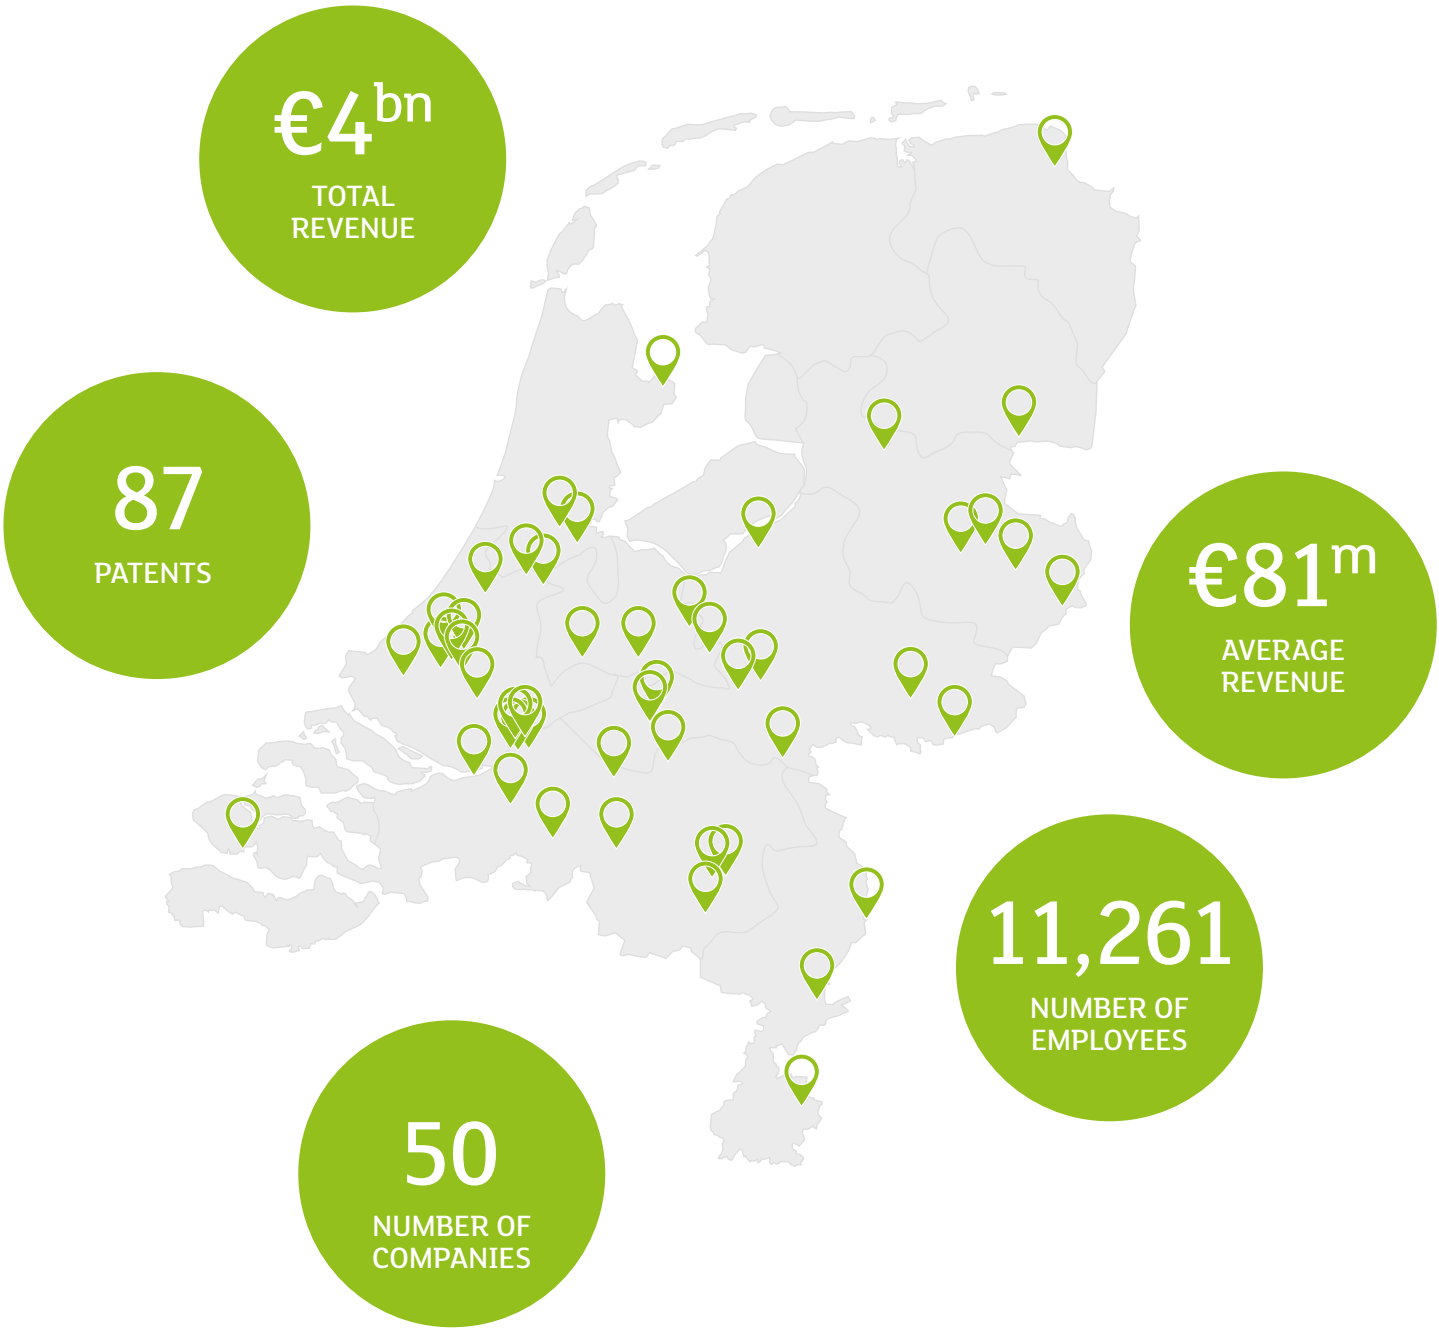 €4bn
TOTAL
REVENUE
87
PATENTS
€81m
AVERAGE
REVENUE
11,261
NUMBER OF
EMPLOYEES
50
NUMBER OF
COMPANIES